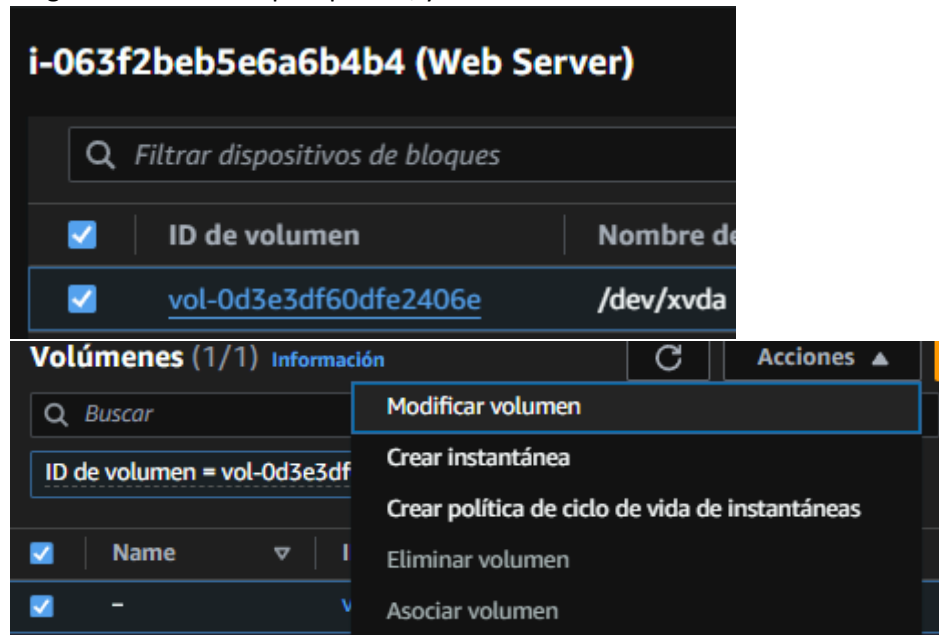 i-063f2beb5e6a6b4b4 (Web Server)
Filtrar dispositivos de bloques
ID de volumen Nombre de
vol-0d3e3df60dfe2406e /dev/xvda
Volúmenes (1/1) Información Acciones
Buscar
Modificar volumen
ID de volumen = vol-0d3e3df
Crear instantánea
Crear política de ciclo de vida de instantáneas
Name
Eliminar volumen
–
Asociar volumen